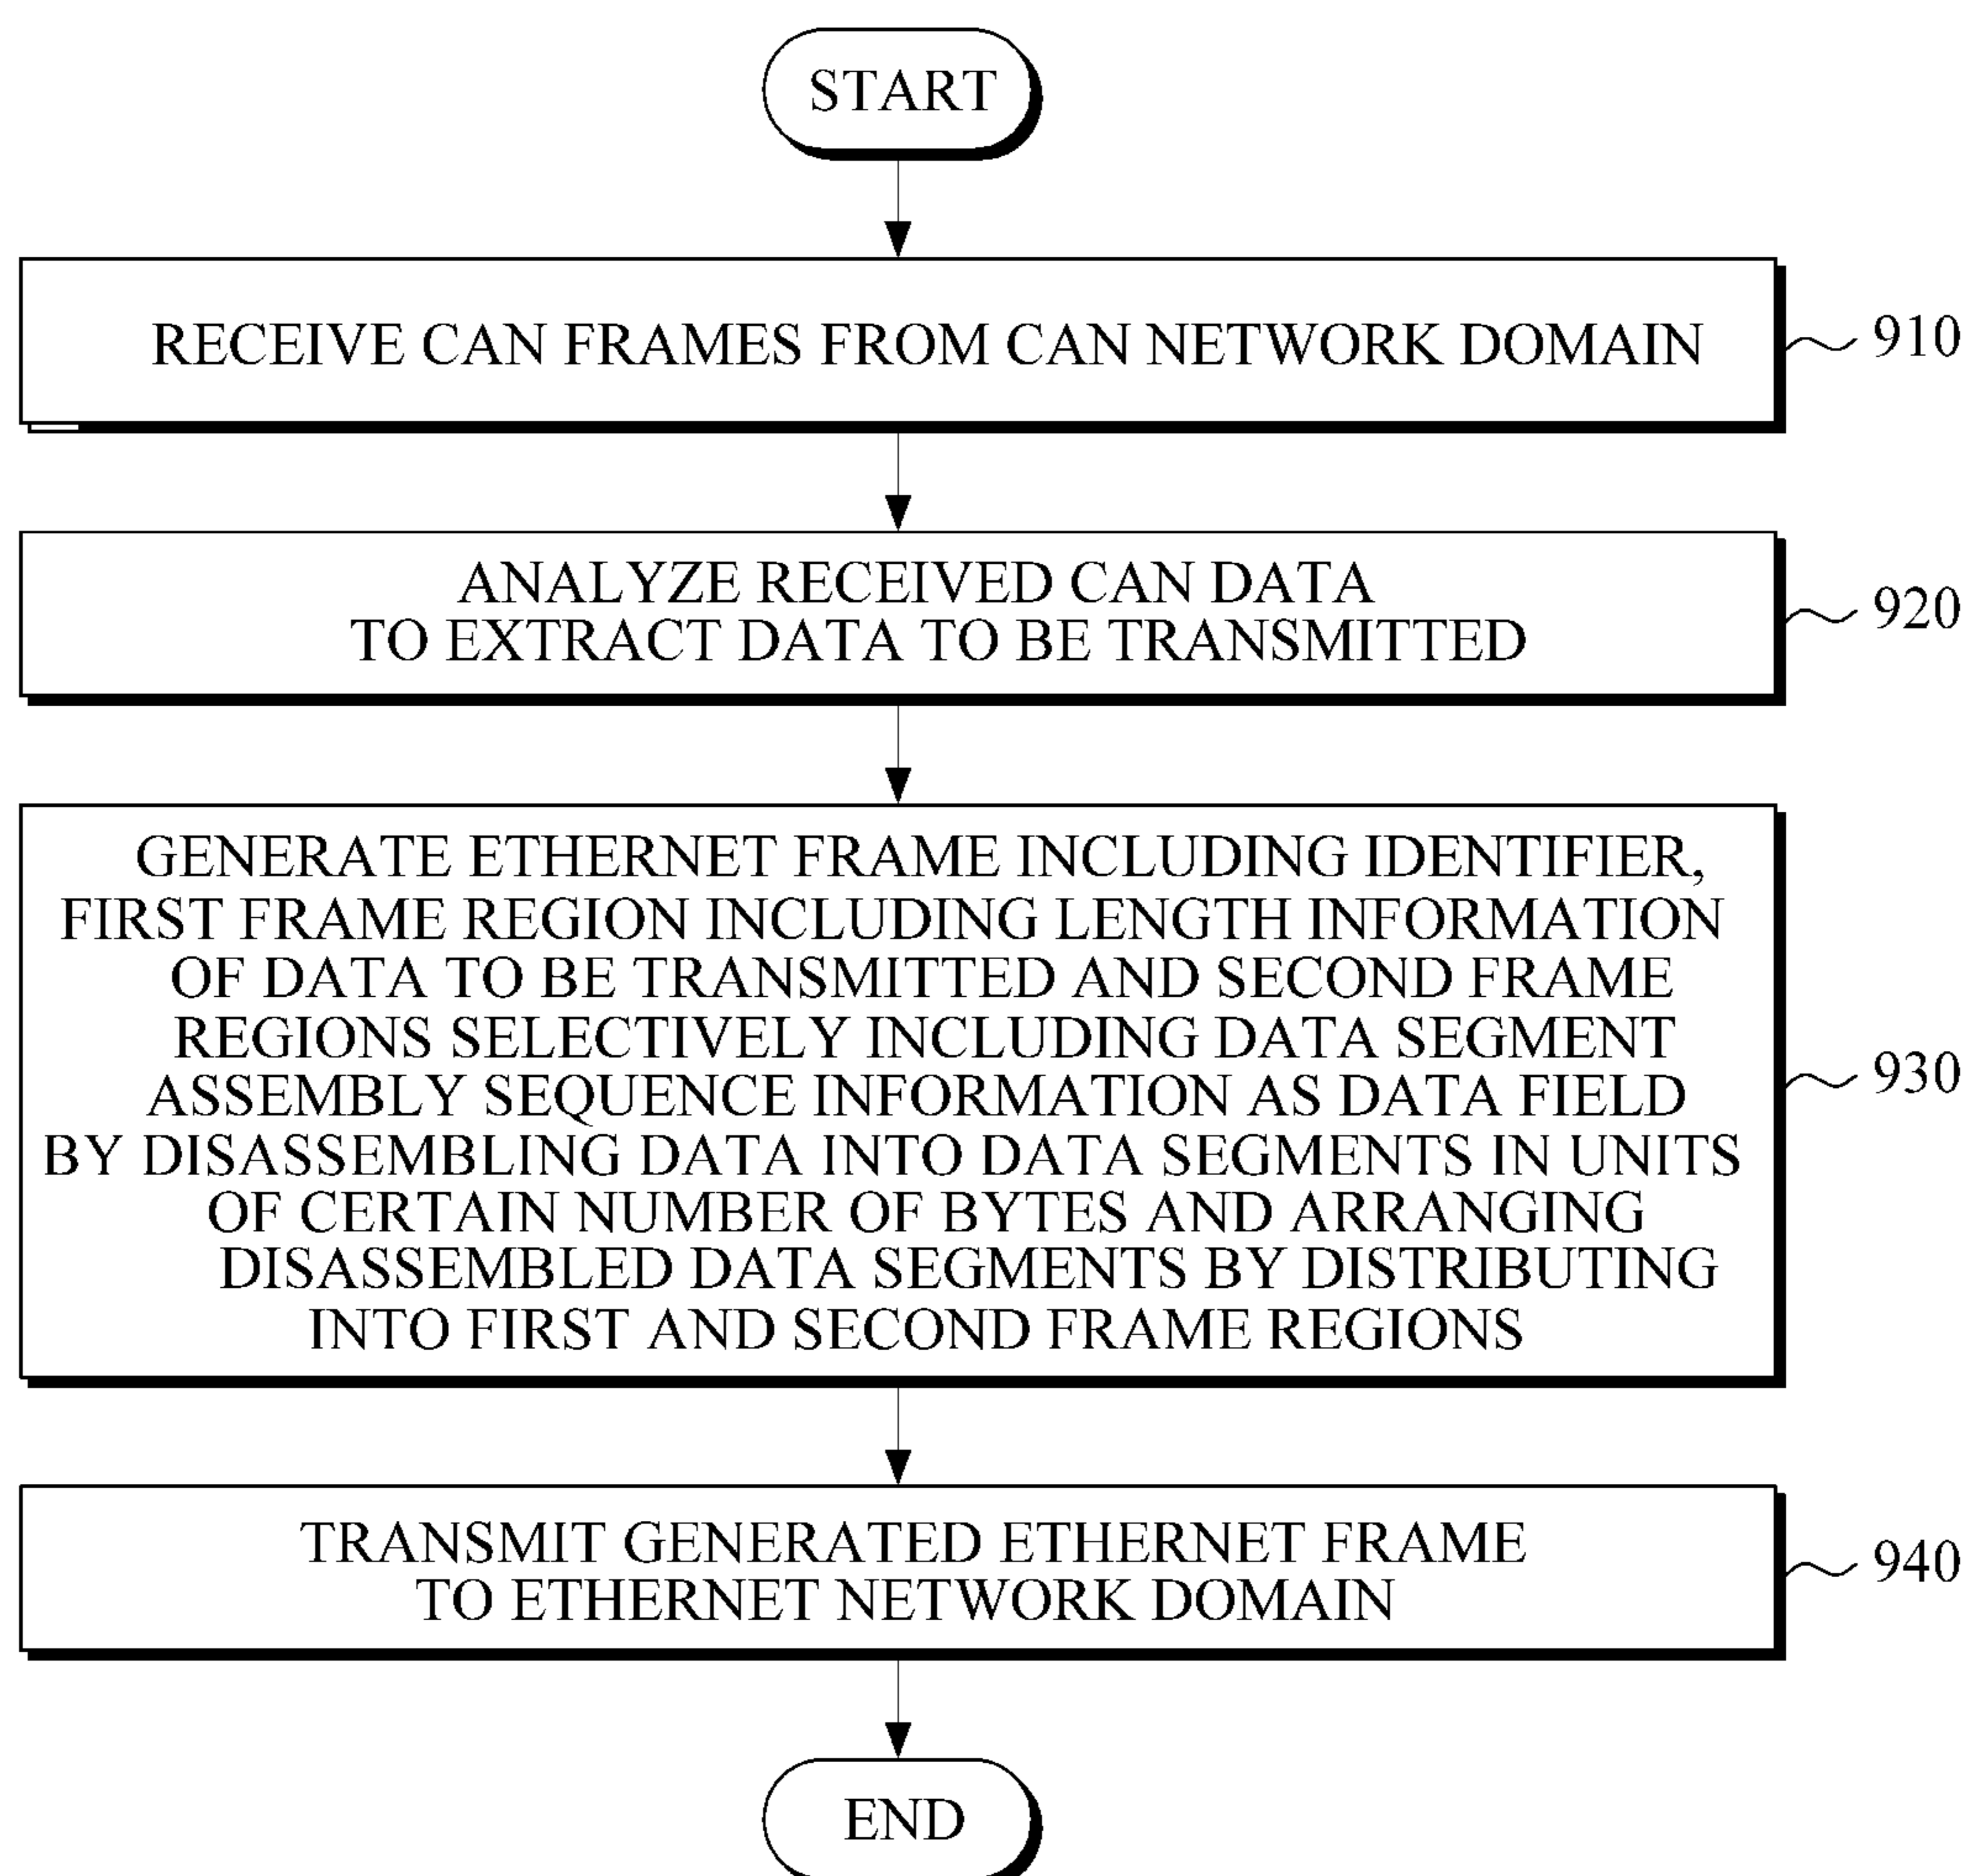 START
RECEIVE CAN FRAMES FROM CAN NETWORK DOMAIN
910
ANALYZE RECEIVED CAN DATA
TO EXTRACT DATA TO BE TRANSMITTED
920
GENERATE ETHERNET FRAME INCLUDING IDENTIFIER,
FIRST FRAME REGION INCLUDING LENGTH INFORMATION
OF DATA TO BE TRANSMITTED AND SECOND FRAME
REGIONS SELECTIVELY INCLUDING DATA SEGMENT
ASSEMBLY SEQUENCE INFORMATION AS DATA FIELD
BY DISASSEMBLING DATA INTO DATA SEGMENTS IN UNITS
OF CERTAIN NUMBER OF BYTES AND ARRANGING
DISASSEMBLED DATA SEGMENTS BY DISTRIBUTING
INTO FIRST AND SECOND FRAME REGIONS
930
TRANSMIT GENERATED ETHERNET FRAME
TO ETHERNET NETWORK DOMAIN
940
END